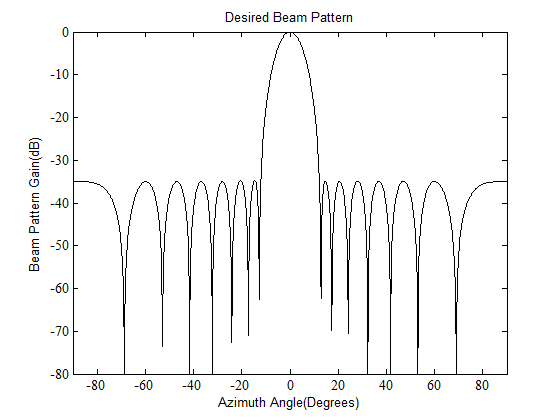 Desired Beam Pattern
0
-10
-20
-30
-40
-50
-60
-70
-80
Beam Pattern Gain(dB)
-80 -60 -40 -20 0 20 40 60 80
Azimuth Angle(Degrees)